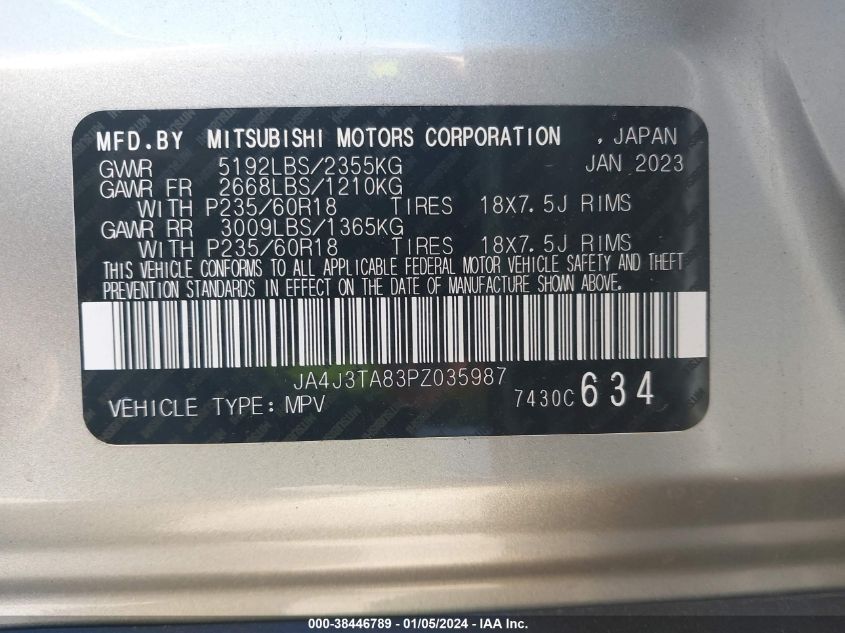 MFD.BY MITSUBISHI MOTORS CORPORATION , JAPAN
GVWR 5192LBS/2355KG JAN 2023
GAWR FR 2668LBS/1210KG
WITH P235/60R18 TIRES 18X7.5J RIMS
GAWR RR 3009LBS/1365KG
WITH P235/60R18 TIRES 18X7.5J RIMS
THIS VEHICLE CONFORMS TO ALL APPLICABLE FEDERAL MOTOR VEHICLE SAFETY AND THEFT
PREVENTION STANDARDS IN EFFECT ON THE DATE OF MANUFACTURE SHOWN ABOVE.
JA4J3TA83PZ035987
VEHICLE TYPE: MPV 7430C 634
000-38446789 - 01/05/2024 - IAA Inc.